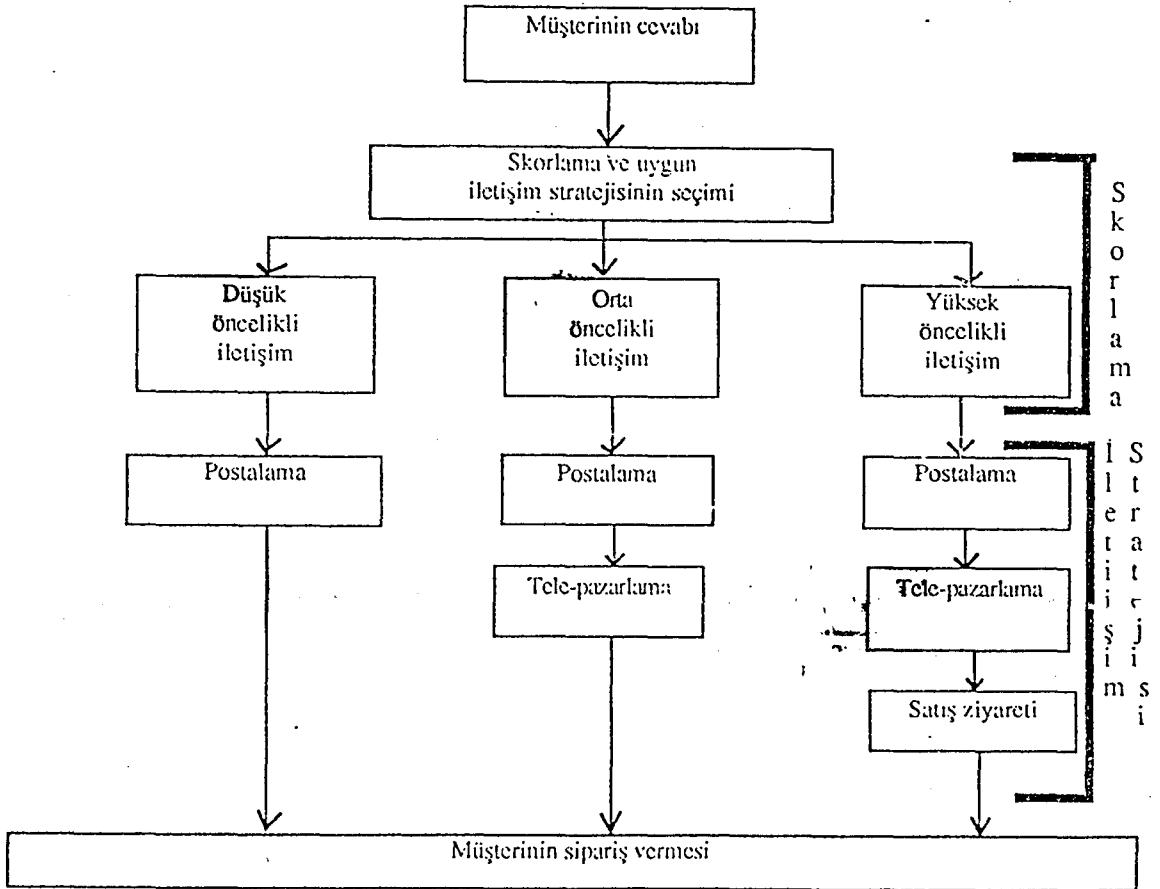 Müşterinin cevabı
Skorlama ve uygun
iletişim stratejisinin seçimi
Düşük
öncelikli
iletişim
Orta
öncelikli
iletişim
Yüksek
öncelikli
iletişim
Skorlama
Postalama
Postalama
Postalama
Tele-pazarlama
Tele-pazarlama
Satış ziyareti
İletişim
Stratejisi
Müşterinin sipariş vermesi